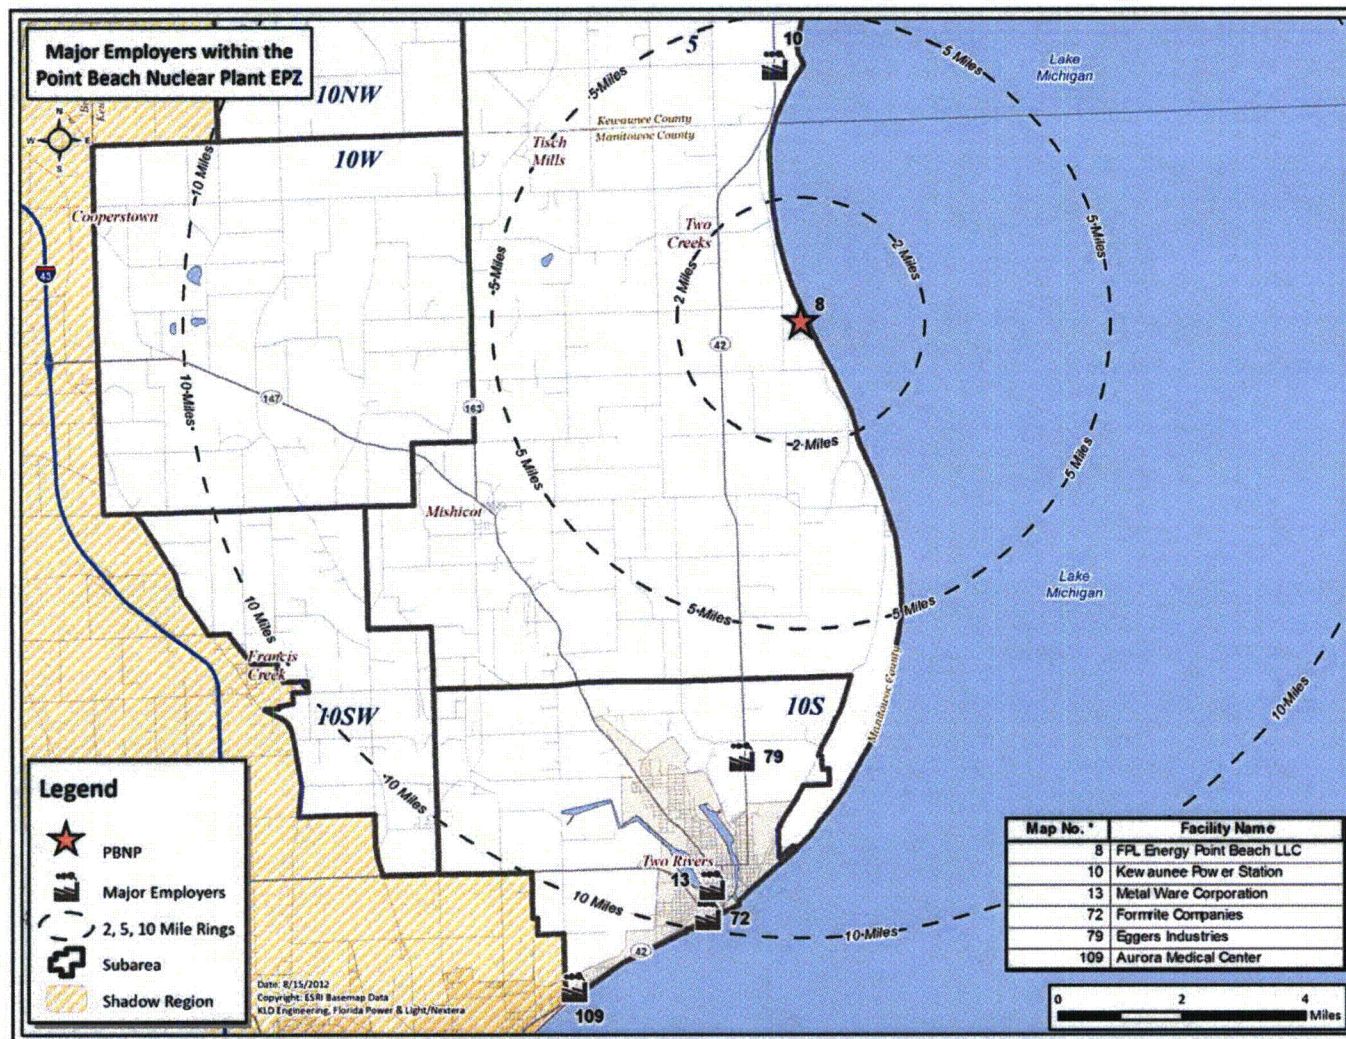 Major Employers within the
Point Beach Nuclear Plant EPZ
10NW
10W
5
10
5 Miles
5 Miles
Lake
Michigan
Kewaunee County
Manitowoc County
Tisch
Mills
N
W
E
S
10 Miles
Cooperstown
Two
Creeks
5 Miles
5 Miles
2 Miles
2 Miles
43
8
42
10 Miles
147
163
2 Miles
5 Miles
5 Miles
Mishicot
Lake
Michigan
5 Miles
5 Miles
10 Miles
Francis
Creek
Manitowoc County
10 Miles
10SW
10S
79
10 Miles
Two Rivers
13
72
10 Miles
10 Miles
42
109
Legend
PBNP
Major Employers
2, 5, 10 Mile Rings
Subarea
Shadow Region
Date: 8/15/2012
Copyright: ESRI Basemap Data
KLD Engineering, Florida Power & Light/Nextera
Map No. * Facility Name
8 FPL Energy Point Beach LLC
10 Kewaunee Power Station
13 Metal Ware Corporation
72 Formrite Companies
79 Eggers Industries
109 Aurora Medical Center
0 2 4
Miles